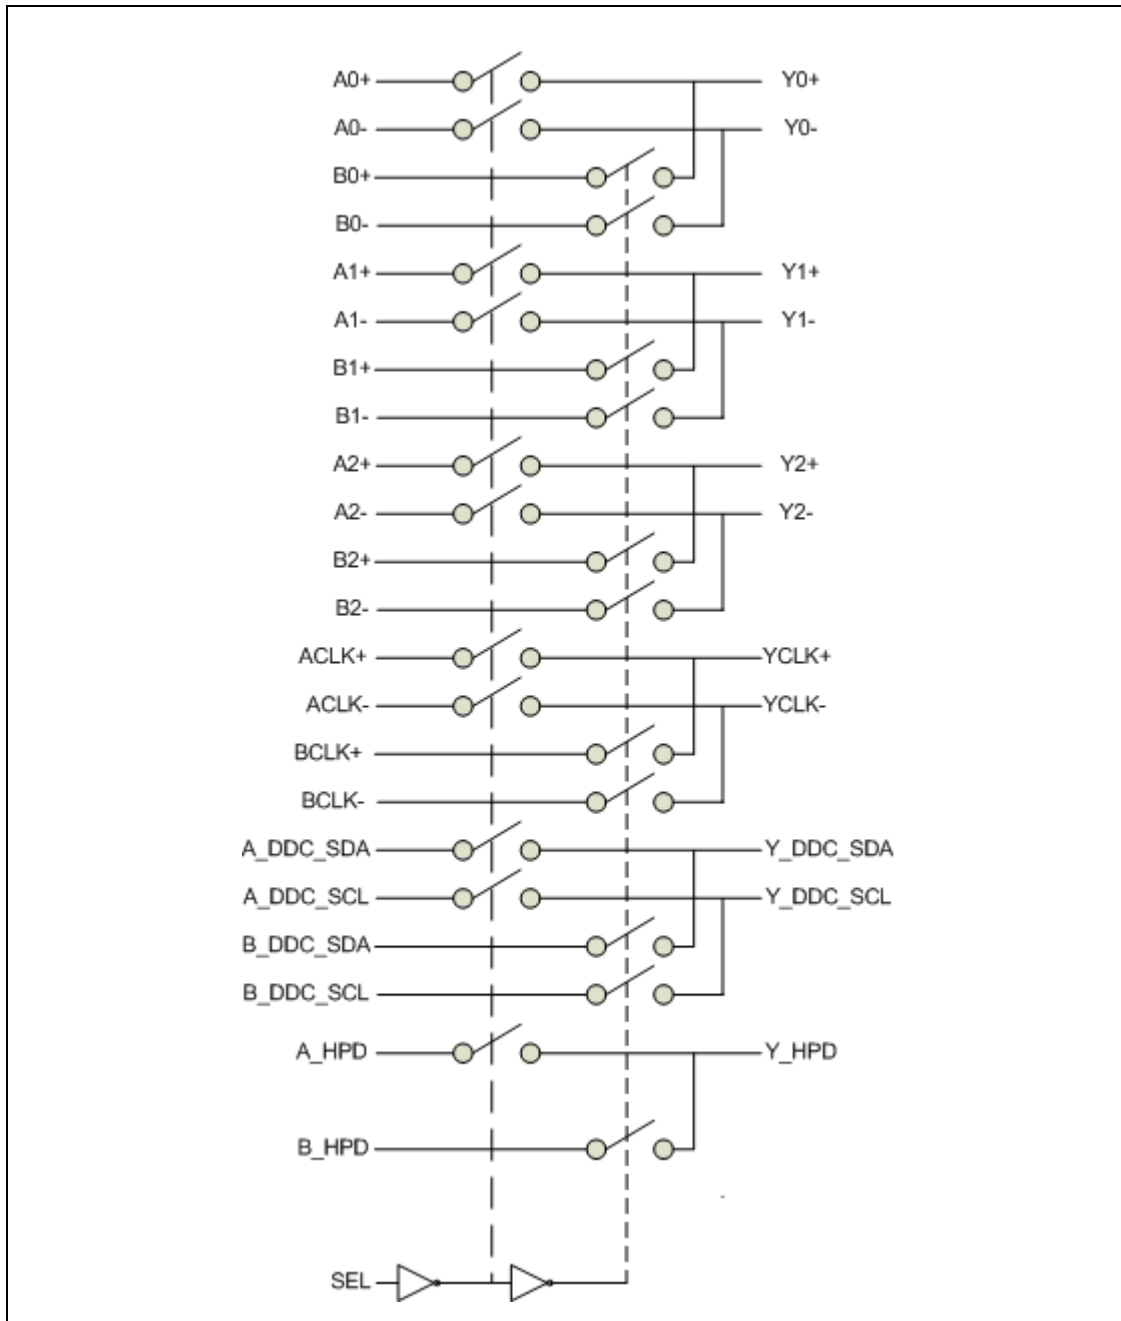 A0+ Y0+
A0- Y0-
B0+
B0-
A1+ Y1+
A1- Y1-
B1+
B1-
A2+ Y2+
A2- Y2-
B2+
B2-
ACLK+ YCLK+
ACLK- YCLK-
BCLK+
BCLK-
A_DDC_SDA Y_DDC_SDA
A_DDC_SCL Y_DDC_SCL
B_DDC_SDA
B_DDC_SCL
A_HPD Y_HPD
B_HPD
SEL